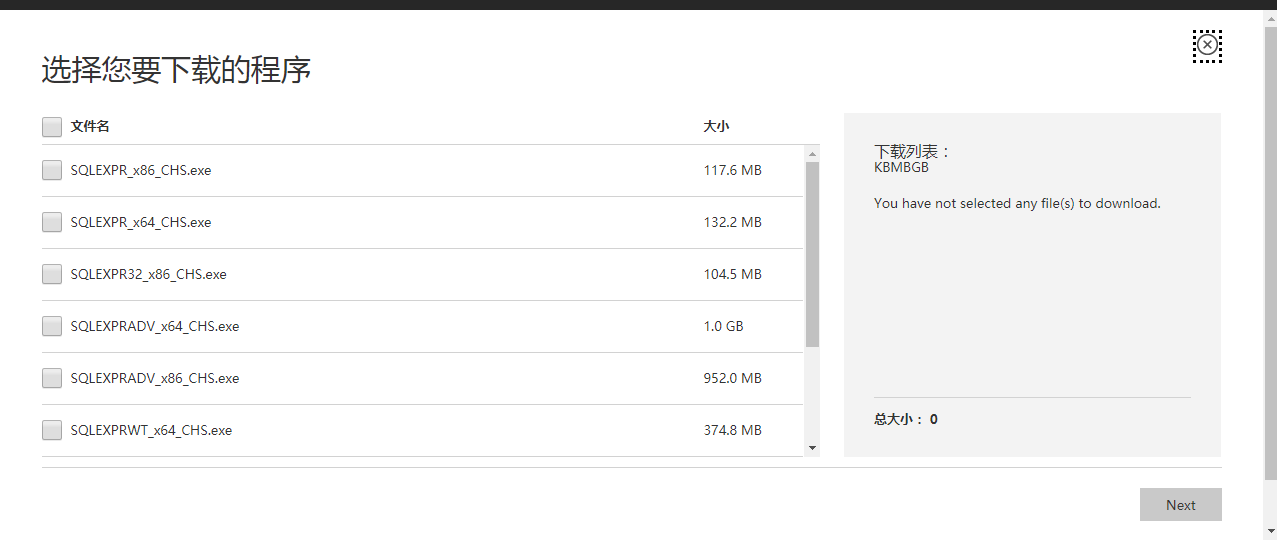 选择您要下载的程序
文件名 大小
SQLEXPR_x86_CHS.exe 117.6 MB
SQLEXPR_x64_CHS.exe 132.2 MB
SQLEXPR32_x86_CHS.exe 104.5 MB
SQLEXPRADV_x64_CHS.exe 1.0 GB
SQLEXPRADV_x86_CHS.exe 952.0 MB
SQLEXPRWT_x64_CHS.exe 374.8 MB
下载列表：
KBMBGB
You have not selected any file(s) to download.
总大小： 0
Next